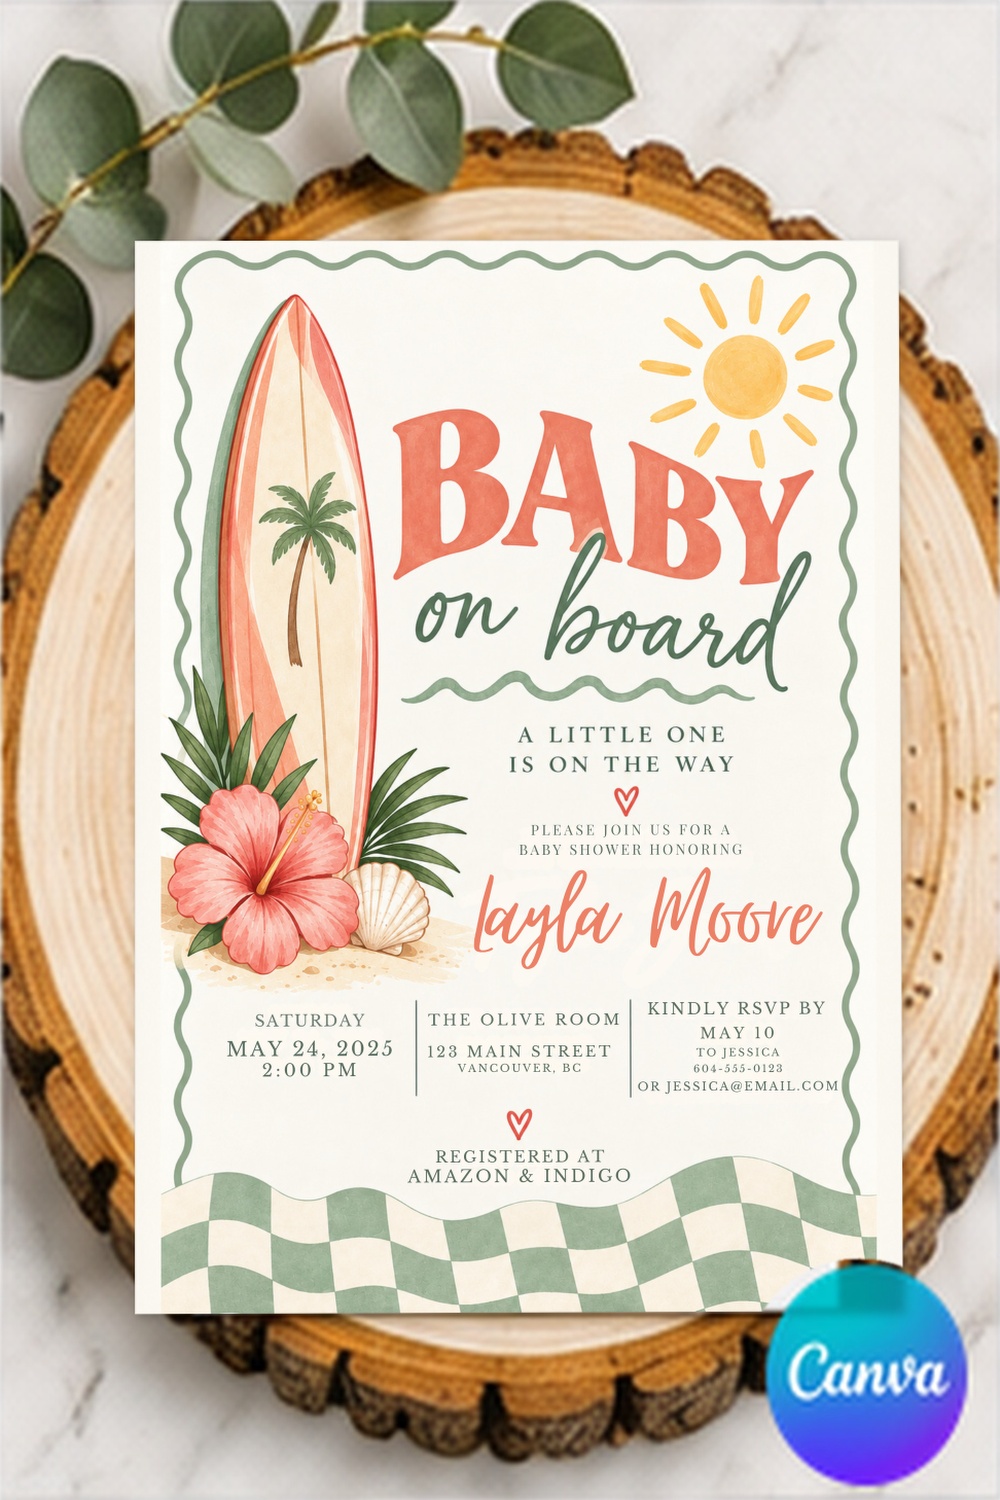 BABY
on board
A LITTLE ONE
IS ON THE WAY
PLEASE JOIN US FOR A
BABY SHOWER HONORING
Layla Moore
SATURDAY
MAY 24, 2025
2:00 PM
THE OLIVE ROOM
123 MAIN STREET
VANCOUVER, BC
KINDLY RSVP BY
MAY 10
TO JESSICA
604-555-0123
OR JESSICA@EMAIL.COM
REGISTERED AT
AMAZON & INDIGO
Canva